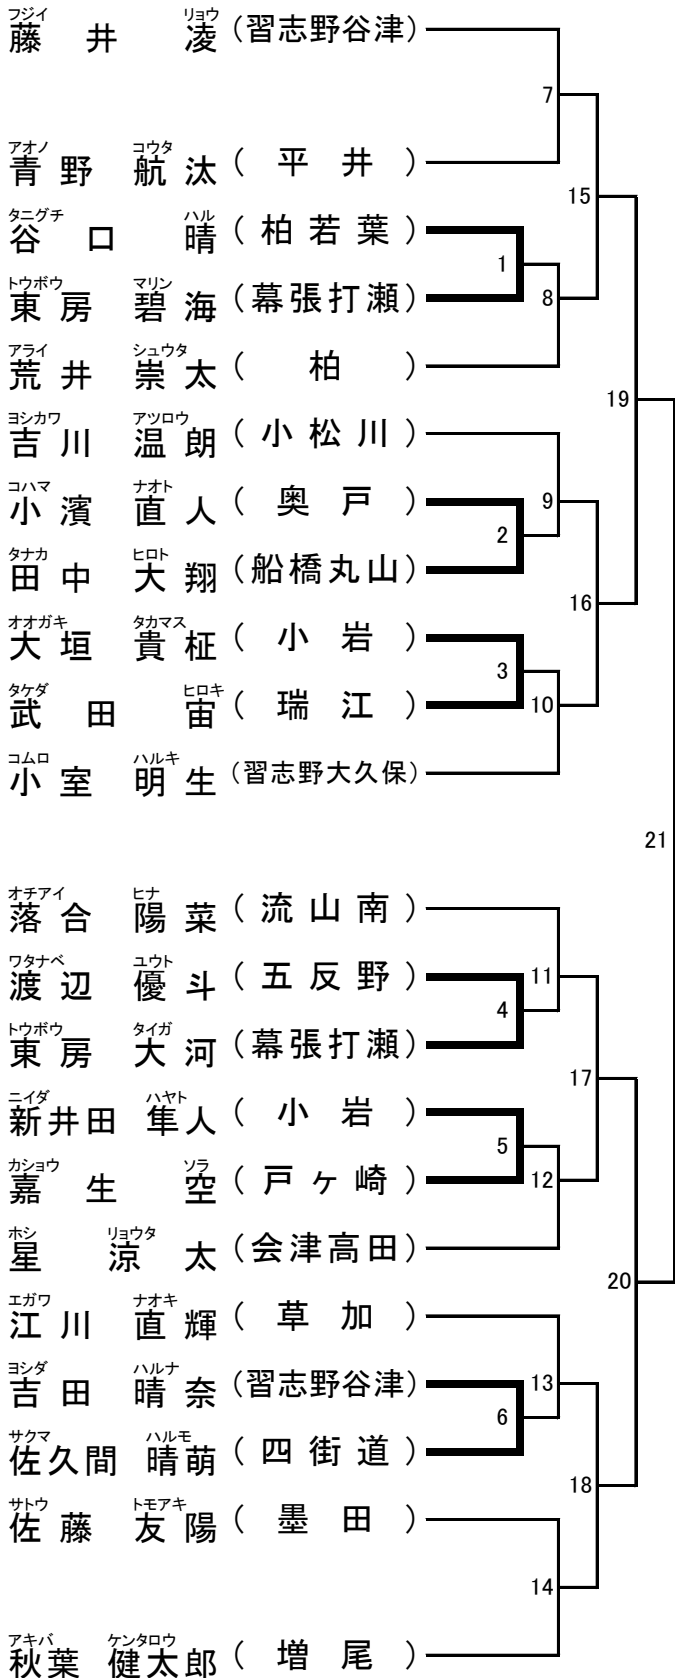 フジイ リョウ
藤井 凌 (習志野谷津)
7
アオノ コウタ
青野 航汰 (平井)
15
タニグチ ハル
谷口 晴 (柏若葉)
1
トウボウ マリン
東房 碧海 (幕張打瀬)
8
アライ シュウタ
荒井 崇太 (柏)
19
ヨシカワ アツロウ
吉川 温朗 (小松川)
コハマ ナオト
小濱 直人 (奥戸)
9
2
タナカ ヒロト
田中 大翔 (船橋丸山)
16
オオガキ タカマス
大垣 貴柾 (小岩)
3
タケダ ヒロキ
武田 宙 (瑞江)
10
コムロ ハルキ
小室 明生 (習志野大久保)
21
オチアイ ヒナ
落合 陽菜 (流山南)
ワタナベ ユウト
渡辺 優斗 (五反野)
11
4
トウボウ タイガ
東房 大河 (幕張打瀬)
17
ニイダ ハヤト
新井田 隼人 (小岩)
5
カショウ ソラ
嘉生 空 (戸ヶ崎)
12
ホシ リョウタ
星 涼太 (会津高田)
20
エガワ ナオキ
江川 直輝 (草加)
ヨシダ ハルナ
吉田 晴奈 (習志野谷津)
13
6
サクマ ハルモ
佐久間 晴萌 (四街道)
18
サトウ トモアキ
佐藤 友陽 (墨田)
14
アキバ ケンタロウ
秋葉 健太郎 (増尾)